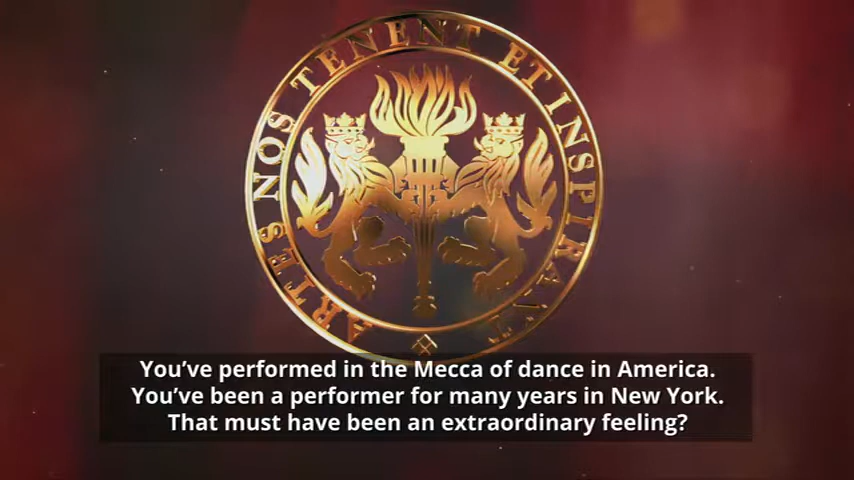 ARTES NOS TENENT ET INSPIRANT
You've performed in the Mecca of dance in America.
You've been a performer for many years in New York.
That must have been an extraordinary feeling?